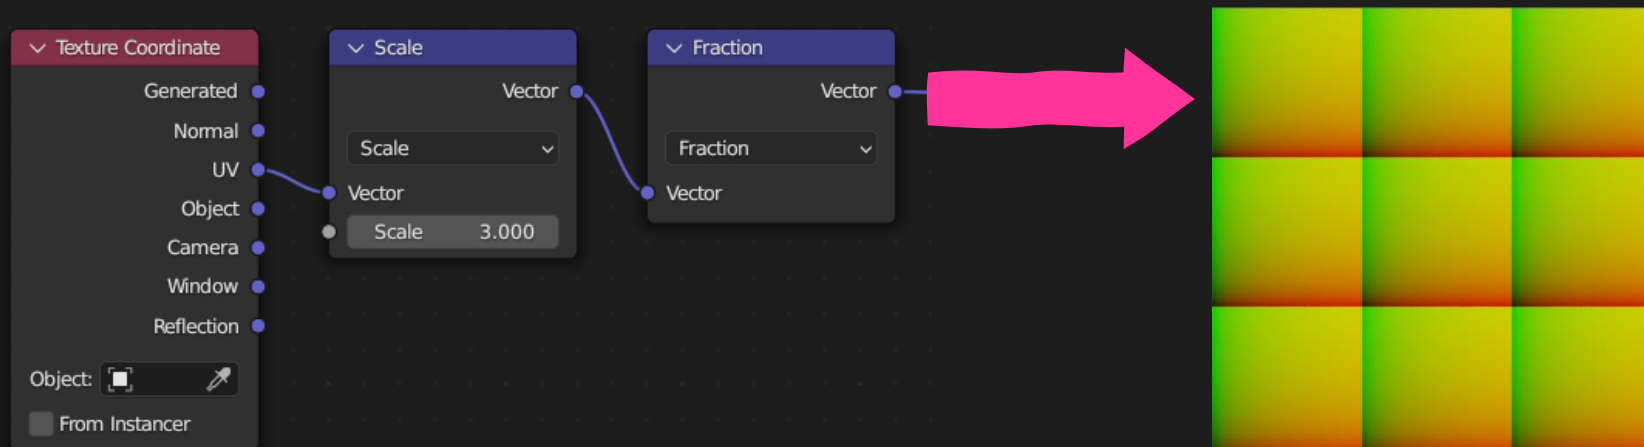 Texture Coordinate
Generated
Normal
UV
Object
Camera
Window
Reflection
Object:
From Instancer
Scale
Vector
Scale
Vector
Scale 3.000
Fraction
Vector
Fraction
Vector